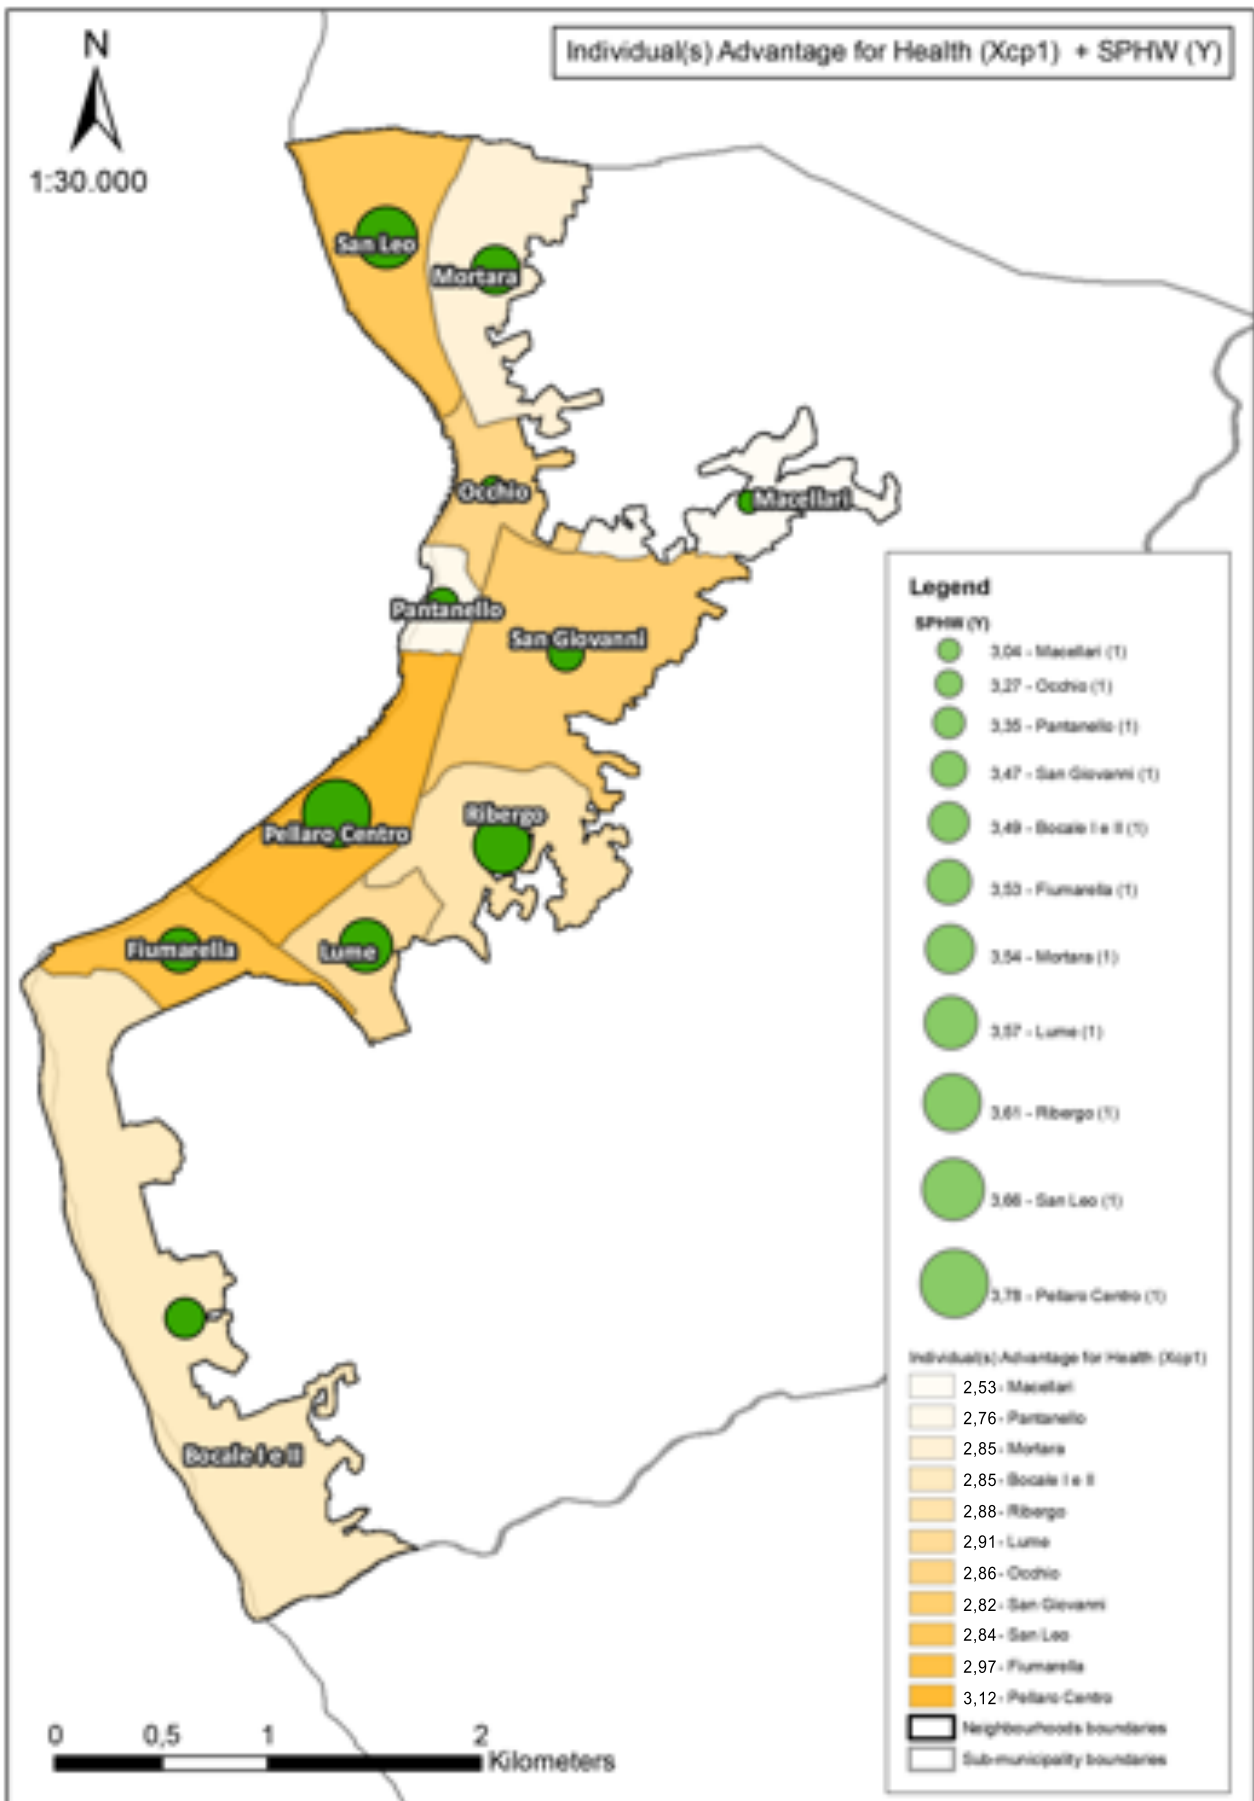 Individual(s) Advantage for Health (Xcp1) + SPHW (Y)
N
1:30.000
San Leo
Mortara
Occhio
Macellari
Pantanello
San Giovanni
Pellaro Centro
Ribergo
Fiumarella
Lume
Bocale I e II
Legend
SPHW (Y)
3,04 - Macellari (1)
3,27 - Occhio (1)
3,35 - Pantanello (1)
3,47 - San Giovanni (1)
3,49 - Bocale I e II (1)
3,53 - Fiumarella (1)
3,54 - Mortara (1)
3,57 - Lume (1)
3,61 - Ribergo (1)
3,66 - San Leo (1)
3,78 - Pellaro Centro (1)
Individual(s) Advantage for Health (Xcp1)
2,53 - Macellari
2,76 - Pantanello
2,85 - Mortara
2,85 - Bocale I e II
2,88 - Ribergo
2,91 - Lume
2,86 - Occhio
2,82 - San Giovanni
2,84 - San Leo
2,97 - Fiumarella
3,12 - Pellaro Centro
Neighbourhoods boundaries
Sub-municipality boundaries
0 0,5 1 2
Kilometers